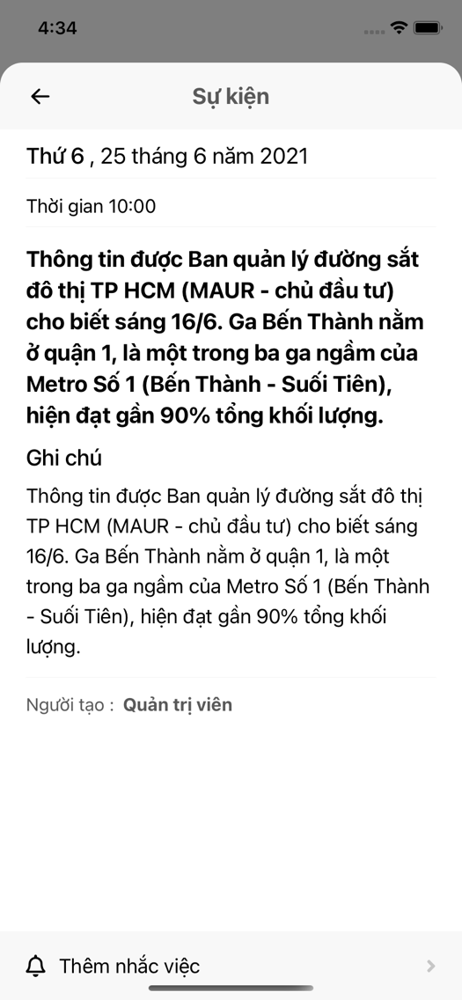 4:34
Sự kiện
Thứ 6 , 25 tháng 6 năm 2021
Thời gian 10:00
Thông tin được Ban quản lý đường sắt
đô thị TP HCM (MAUR - chủ đầu tư)
cho biết sáng 16/6. Ga Bến Thành nằm
ở quận 1, là một trong ba ga ngầm của
Metro Số 1 (Bến Thành - Suối Tiên),
hiện đạt gần 90% tổng khối lượng.
Ghi chú
Thông tin được Ban quản lý đường sắt đô thị
TP HCM (MAUR - chủ đầu tư) cho biết sáng
16/6. Ga Bến Thành nằm ở quận 1, là một
trong ba ga ngầm của Metro Số 1 (Bến Thành
- Suối Tiên), hiện đạt gần 90% tổng khối
lượng.
Người tạo : Quản trị viên
Thêm nhắc việc